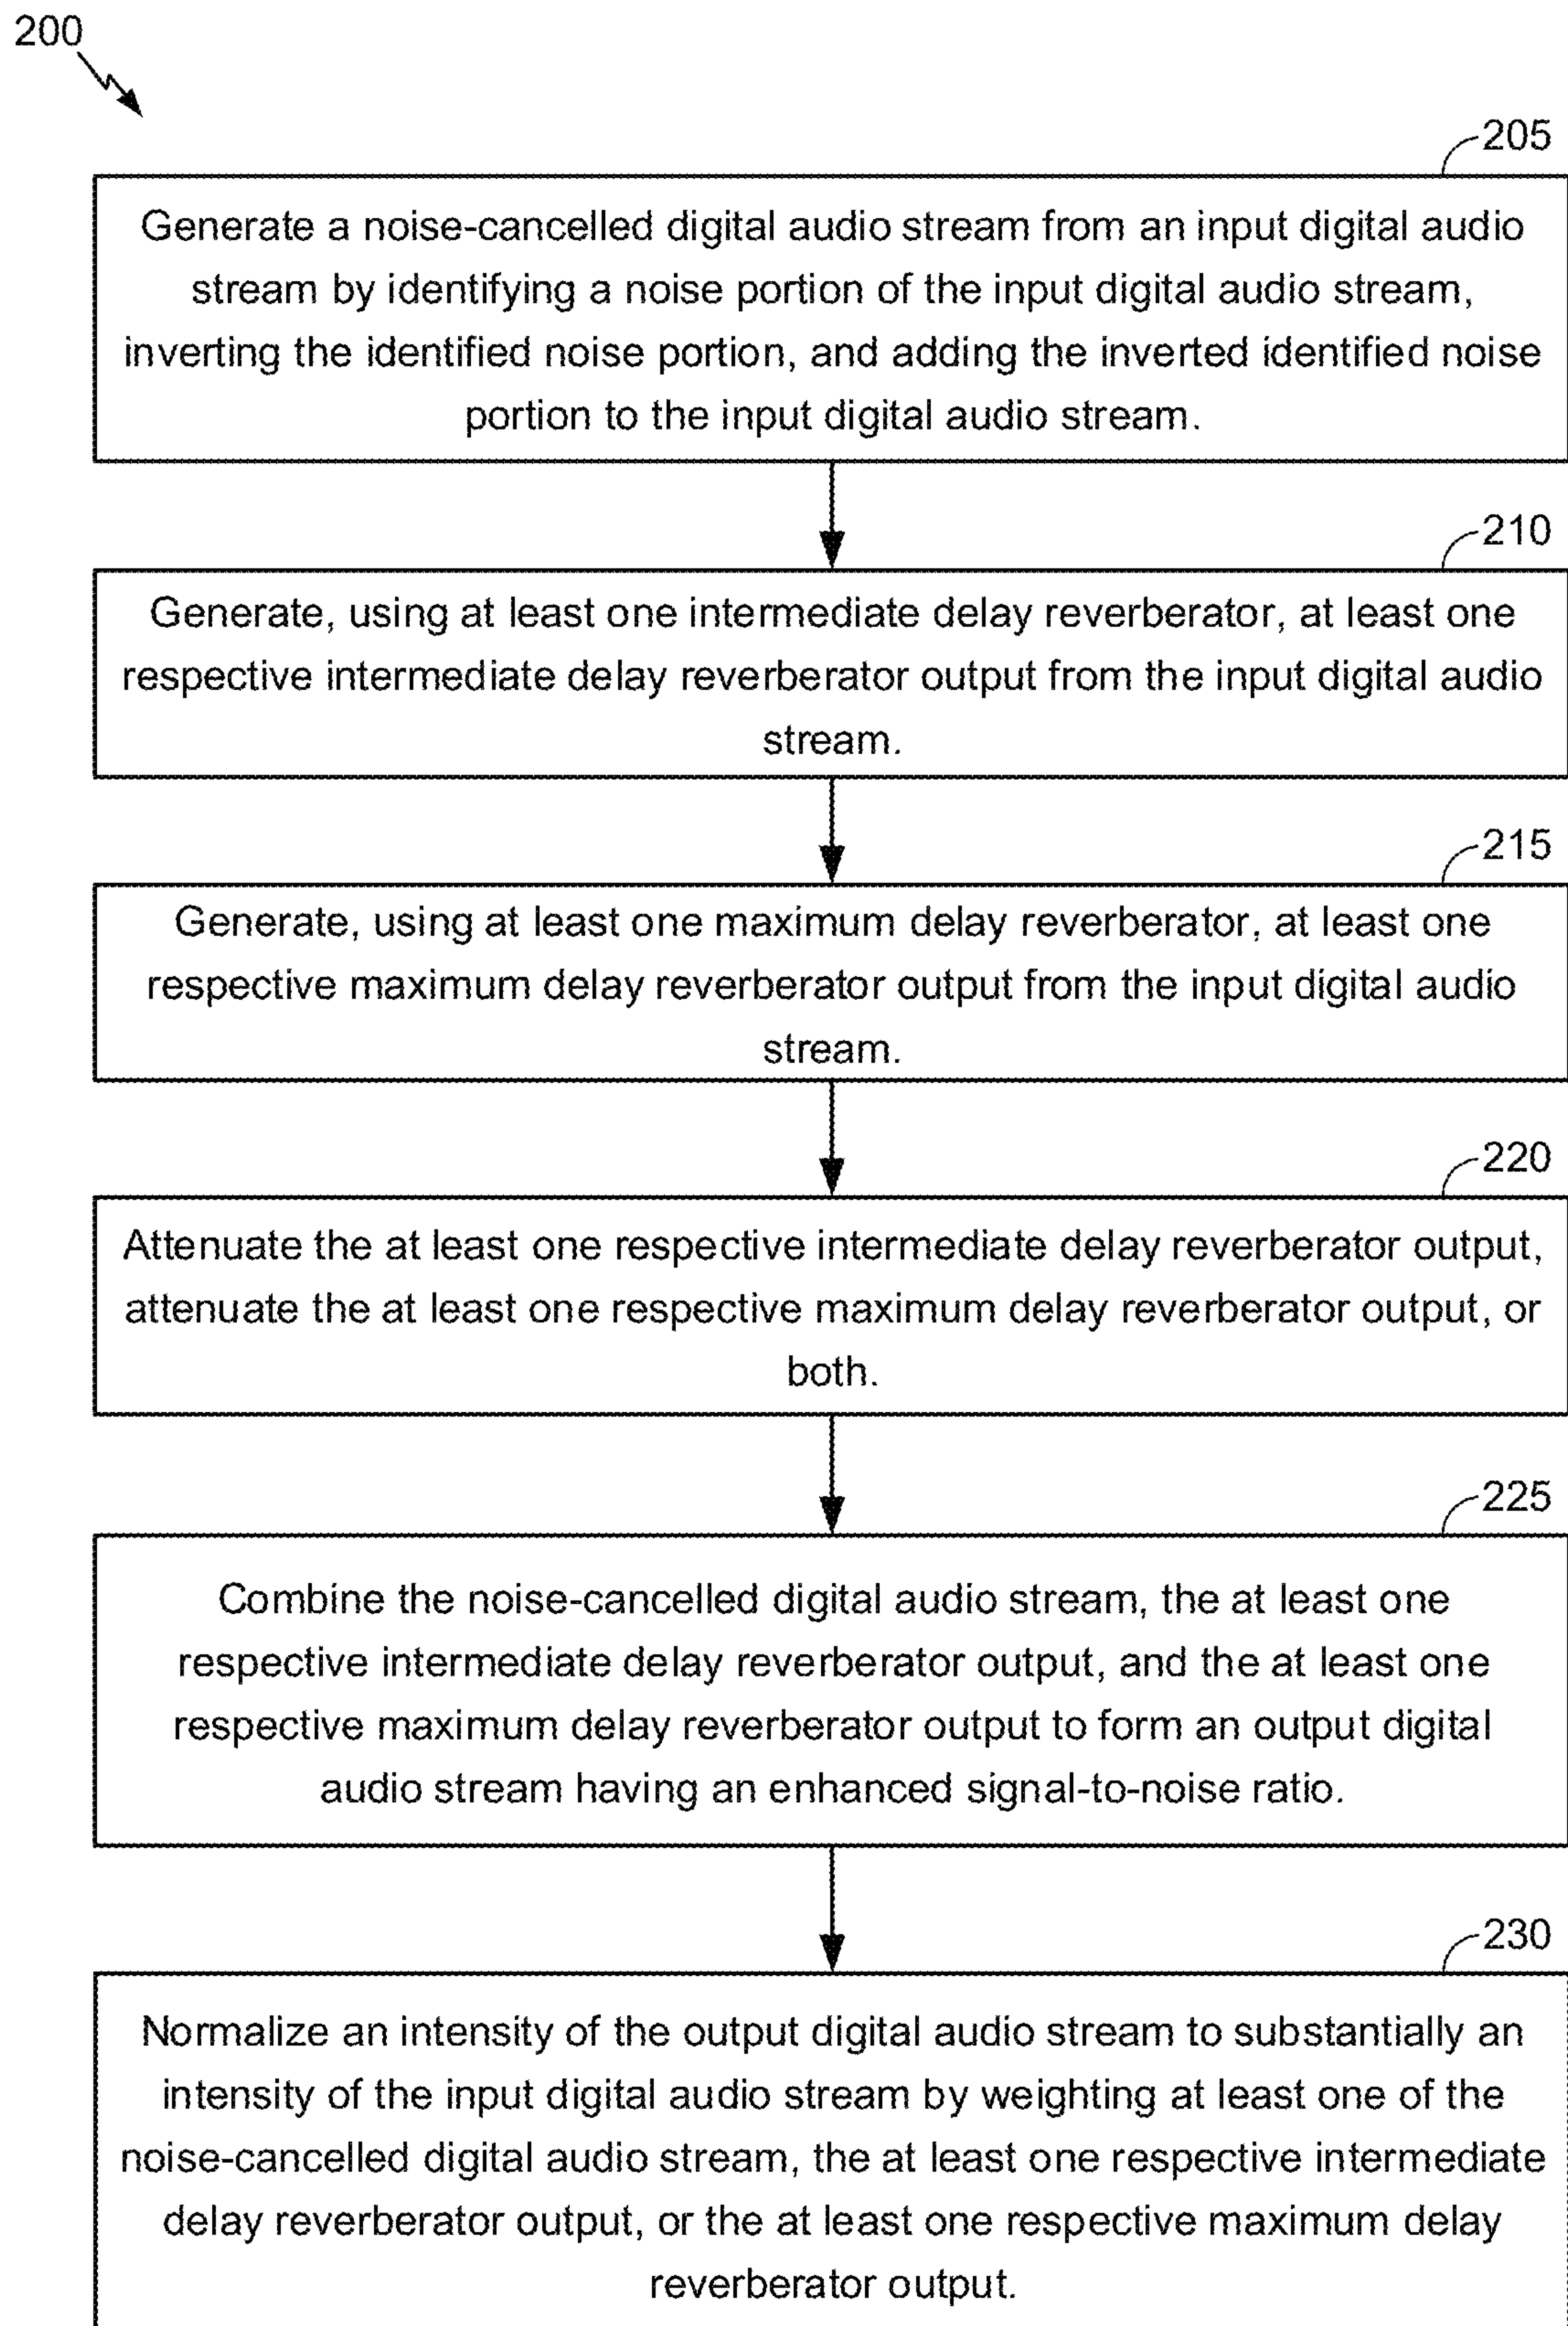 200
205
Generate a noise-cancelled digital audio stream from an input digital audio
stream by identifying a noise portion of the input digital audio stream,
inverting the identified noise portion, and adding the inverted identified noise
portion to the input digital audio stream.
210
Generate, using at least one intermediate delay reverberator, at least one
respective intermediate delay reverberator output from the input digital audio
stream.
215
Generate, using at least one maximum delay reverberator, at least one
respective maximum delay reverberator output from the input digital audio
stream.
220
Attenuate the at least one respective intermediate delay reverberator output,
attenuate the at least one respective maximum delay reverberator output, or
both.
225
Combine the noise-cancelled digital audio stream, the at least one
respective intermediate delay reverberator output, and the at least one
respective maximum delay reverberator output to form an output digital
audio stream having an enhanced signal-to-noise ratio.
230
Normalize an intensity of the output digital audio stream to substantially an
intensity of the input digital audio stream by weighting at least one of the
noise-cancelled digital audio stream, the at least one respective intermediate
delay reverberator output, or the at least one respective maximum delay
reverberator output.